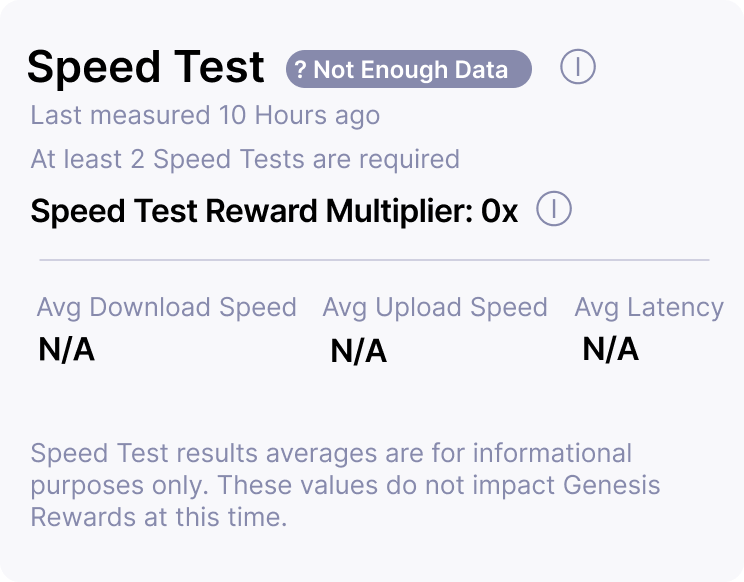 Speed Test ? Not Enough Data
Last measured 10 Hours ago
At least 2 Speed Tests are required
Speed Test Reward Multiplier: 0x
Avg Download Speed Avg Upload Speed Avg Latency
N/A N/A N/A
Speed Test results averages are for informational
purposes only. These values do not impact Genesis
Rewards at this time.